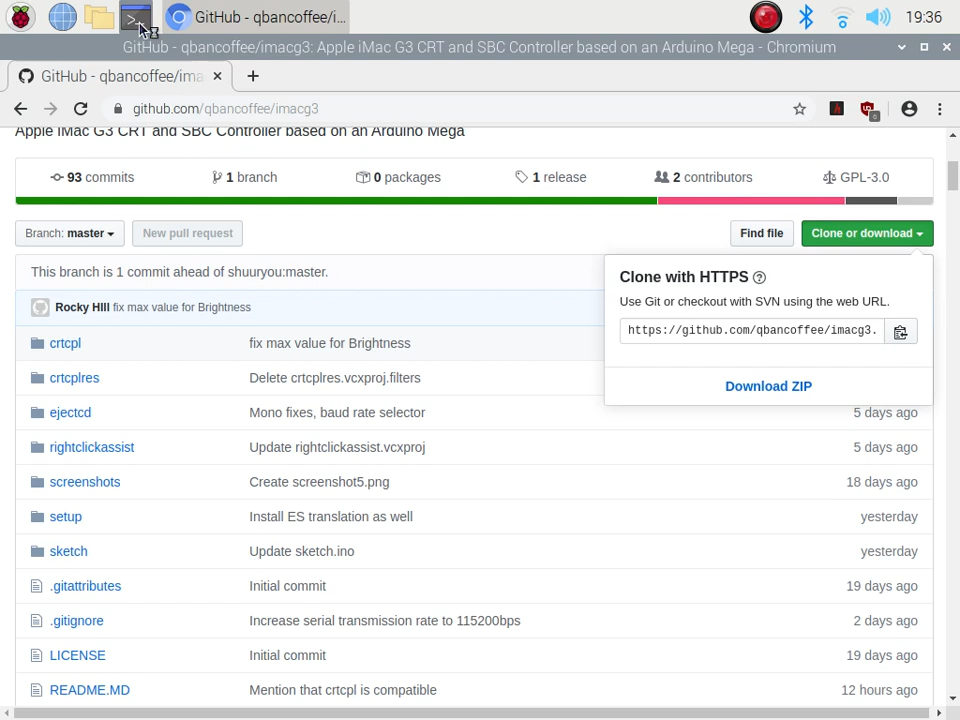 GitHub - qbancoffee/i...
19:36
GitHub - qbancoffee/imacg3: Apple iMac G3 CRT and SBC Controller based on an Arduino Mega - Chromium
GitHub - qbancoffee/ima
github.com/qbancoffee/imacg3
0
Apple iMac G3 CRT and SBC Controller based on an Arduino Mega
93 commits
1 branch
0 packages
1 release
2 contributors
GPL-3.0
Branch: master
New pull request
Find file
Clone or download
This branch is 1 commit ahead of shuuryou:master.
Clone with HTTPS
Use Git or checkout with SVN using the web URL.
https://github.com/qbancoffee/imacg3.
Download ZIP
Rocky HIll fix max value for Brightness
crtcpl fix max value for Brightness
crtcplres Delete crtcplres.vcxproj.filters
ejectcd Mono fixes, baud rate selector 5 days ago
rightclickassist Update rightclickassist.vcxproj 5 days ago
screenshots Create screenshot5.png 18 days ago
setup Install ES translation as well yesterday
sketch Update sketch.ino yesterday
.gitattributes Initial commit 19 days ago
.gitignore Increase serial transmission rate to 115200bps 2 days ago
LICENSE Initial commit 19 days ago
README.MD Mention that crtcpl is compatible 12 hours ago